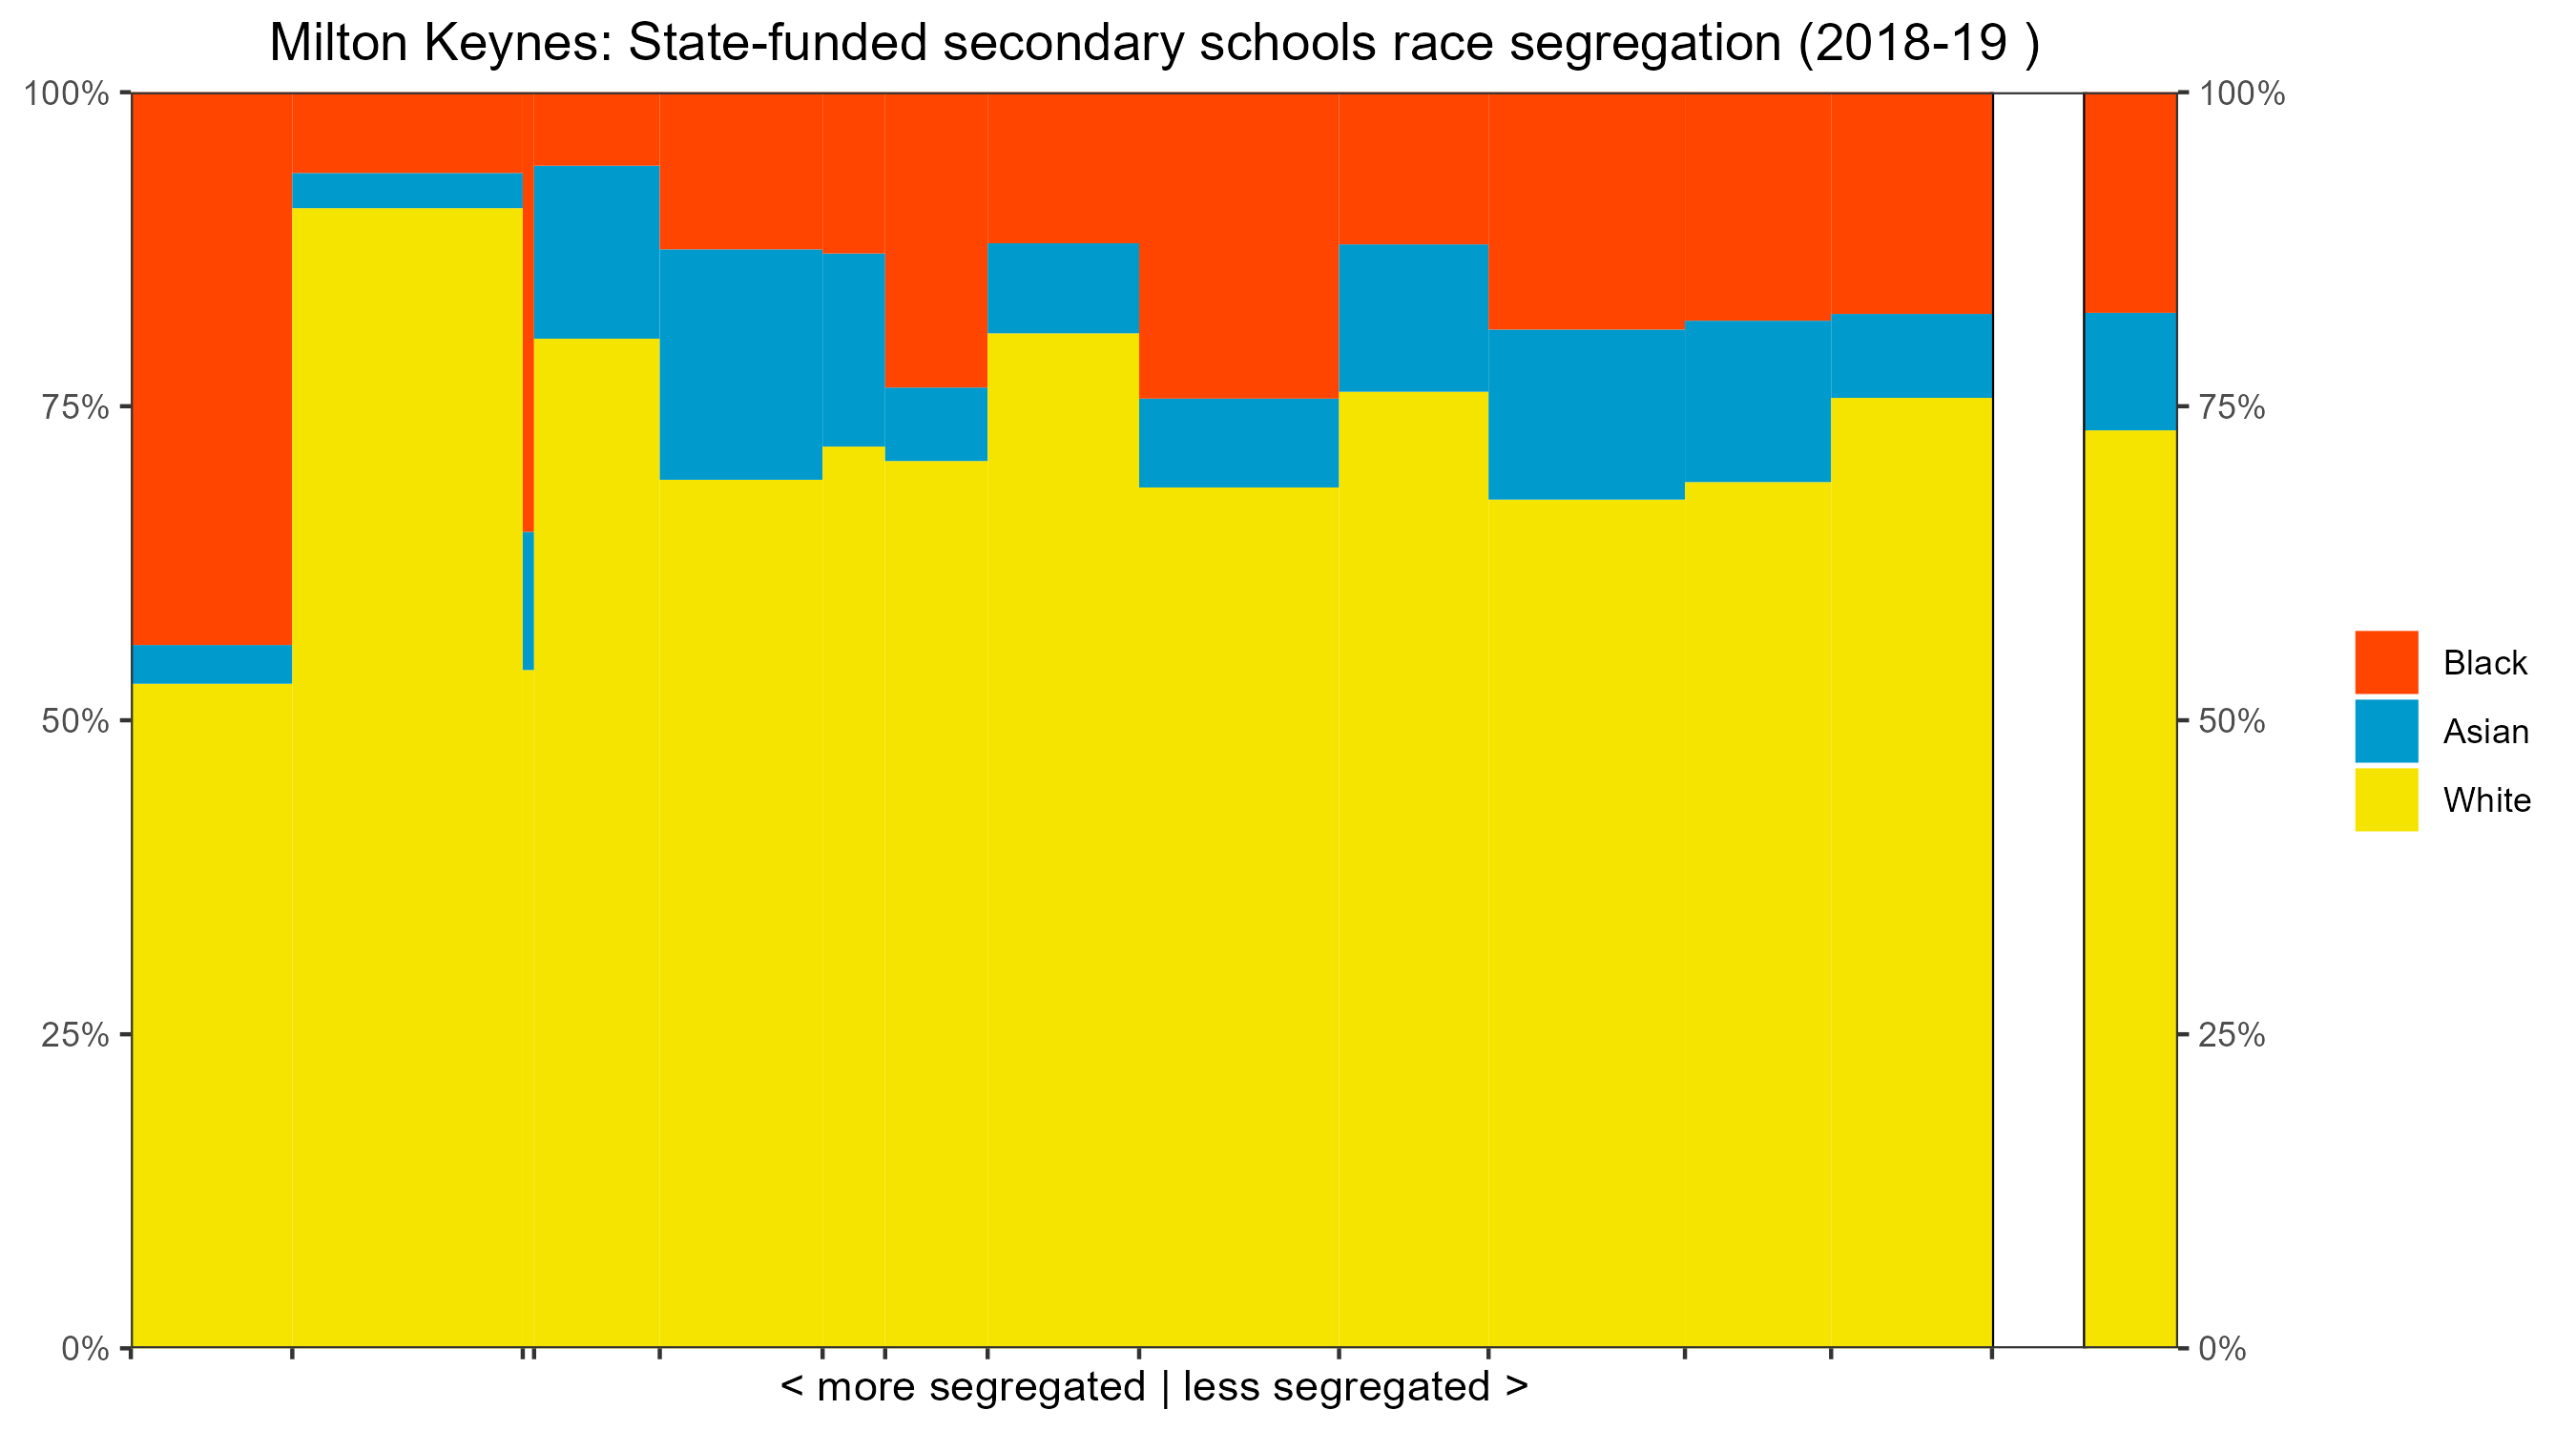 Milton Keynes: State-funded secondary schools race segregation (2018-19 )
100%
75%
50%
25%
0%
100%
75%
50%
25%
0%
Black
Asian
White
< more segregated | less segregated >